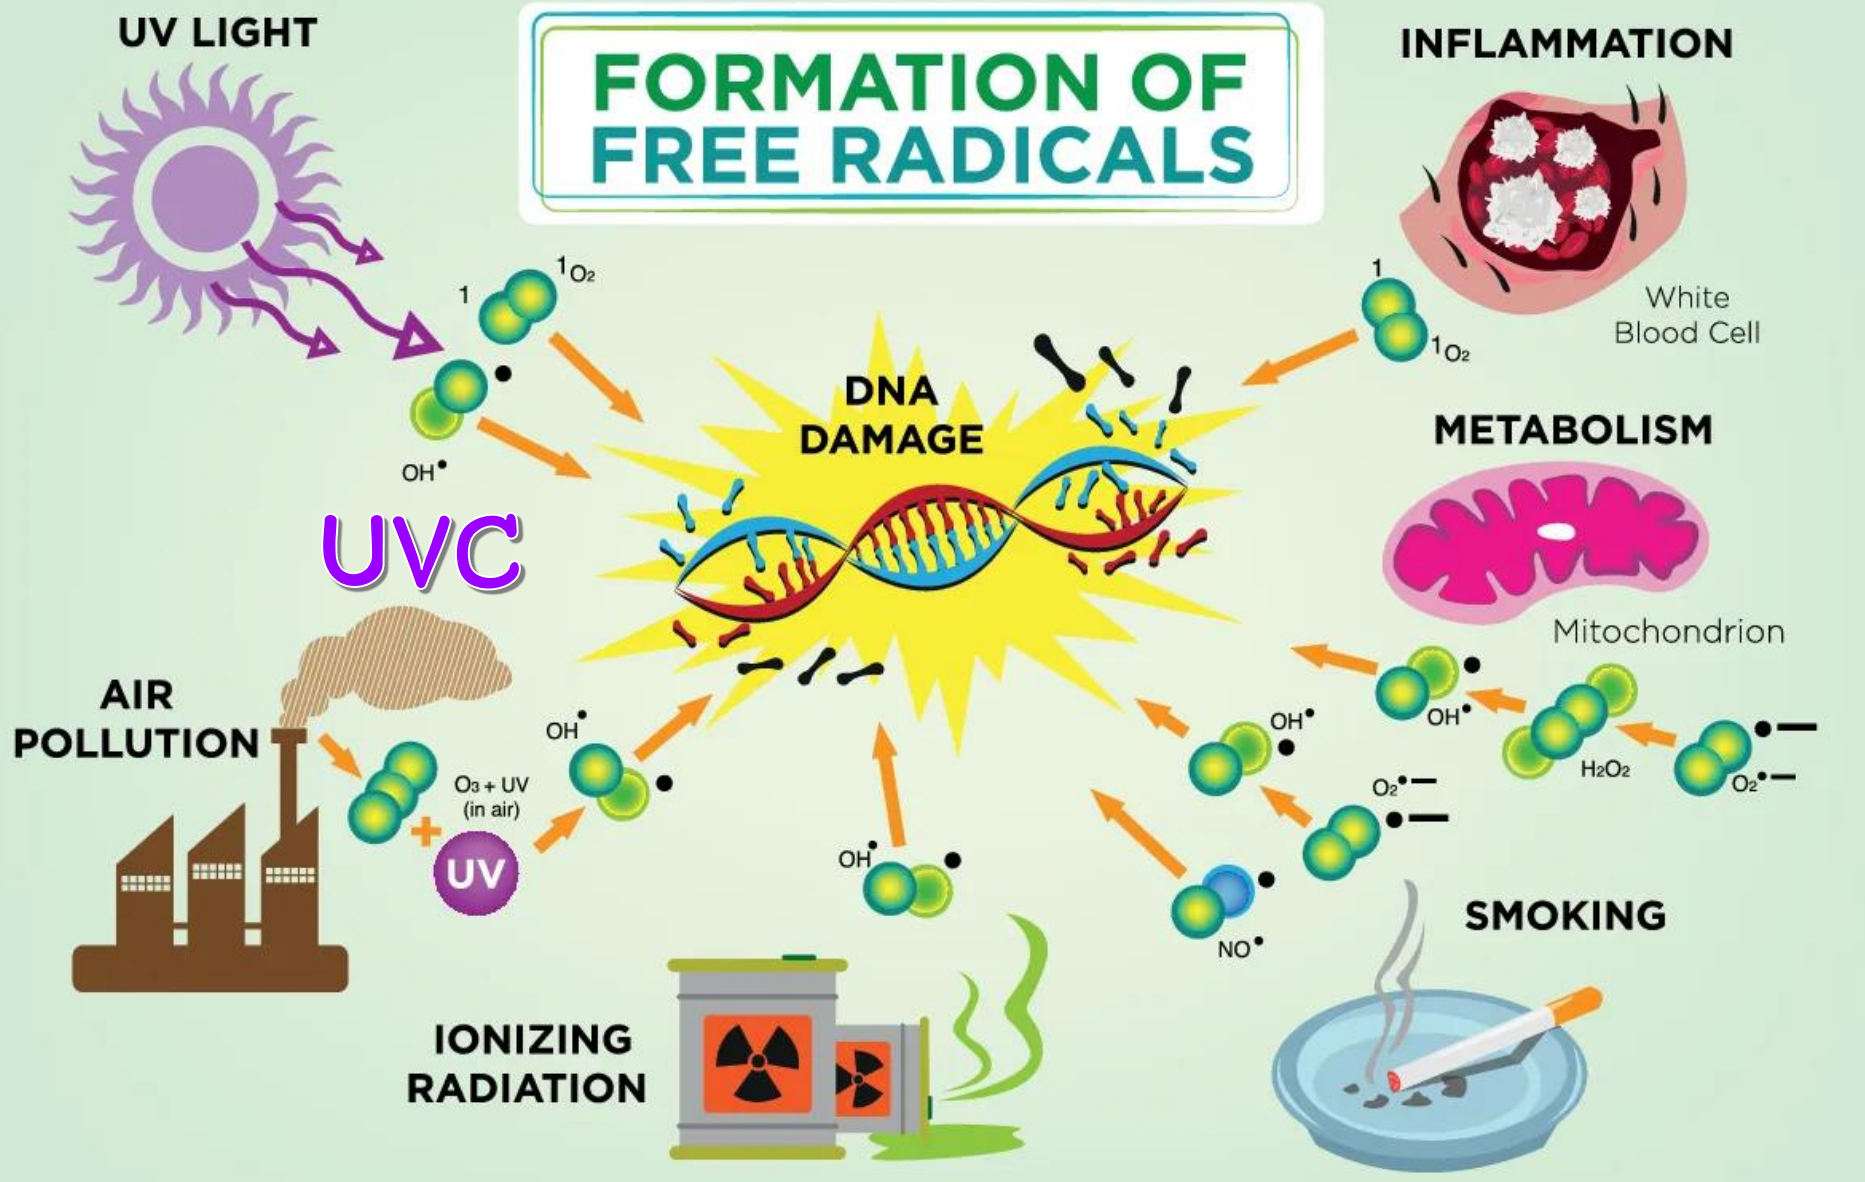 UV LIGHT
FORMATION OF
FREE RADICALS
INFLAMMATION
White
Blood Cell
1
¹O₂
1
¹O₂
OH•
DNA
DAMAGE
METABOLISM
Mitochondrion
OH•
H₂O₂
O₂•–
UVC
AIR
POLLUTION
O₃ + UV
(in air)
+
UV
OH•
OH•
OH•
O₂•–
NO•
SMOKING
IONIZING
RADIATION